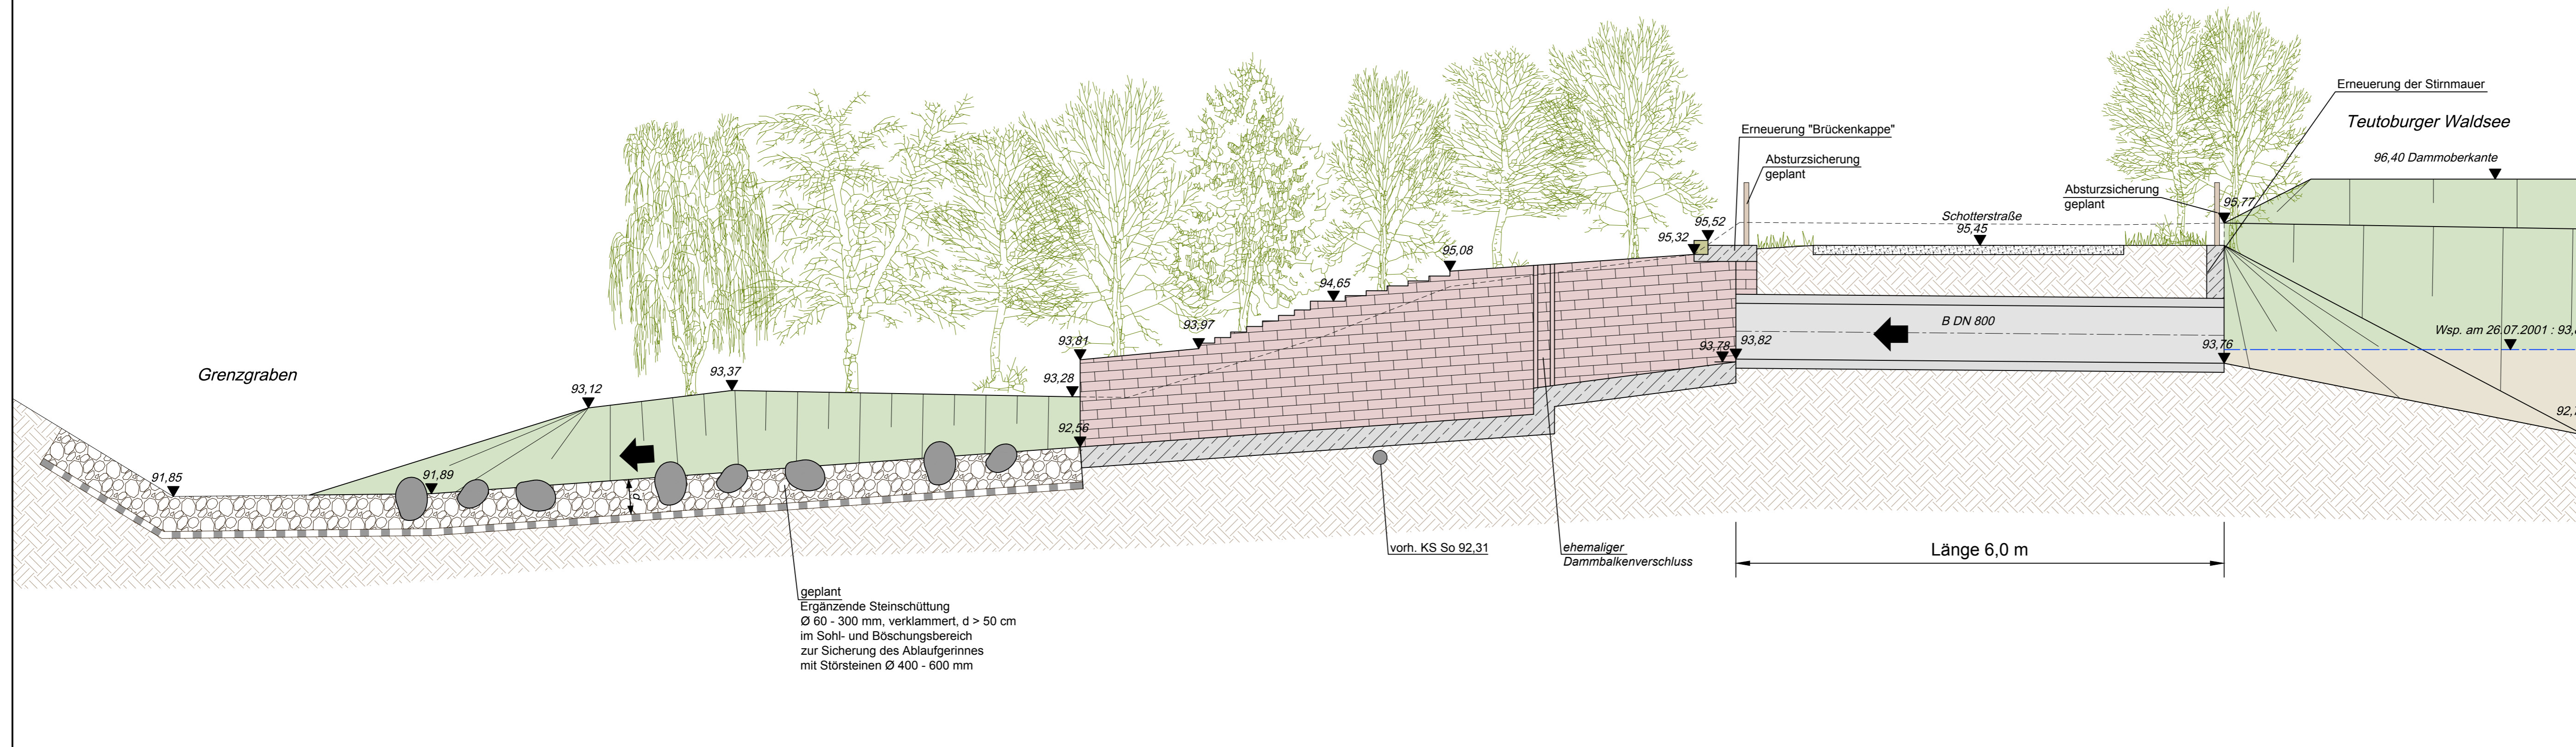 Erneuerung der Stirnmauer
Teutoburger Waldsee
96,40 Dammoberkante
Erneuerung "Brückenkappe"
Absturzsicherung
geplant
Absturzsicherung
geplant
95,77
Schotterstraße
95,45
95,52
95,32
95,08
94,65
93,97
93,81
93,28
93,37
93,12
Grenzgraben
92,56
91,89
91,85
d
93,78
93,82
B DN 800
93,76
Wsp. am 26.07.2001 : 93,
92,
Länge 6,0 m
vorh. KS So 92,31
ehemaliger
Dammbalkenverschluss
geplant
Ergänzende Steinschüttung
Ø 60 - 300 mm, verklammert, d > 50 cm
im Sohl- und Böschungsbereich
zur Sicherung des Ablaufgerinnes
mit Störsteinen Ø 400 - 600 mm